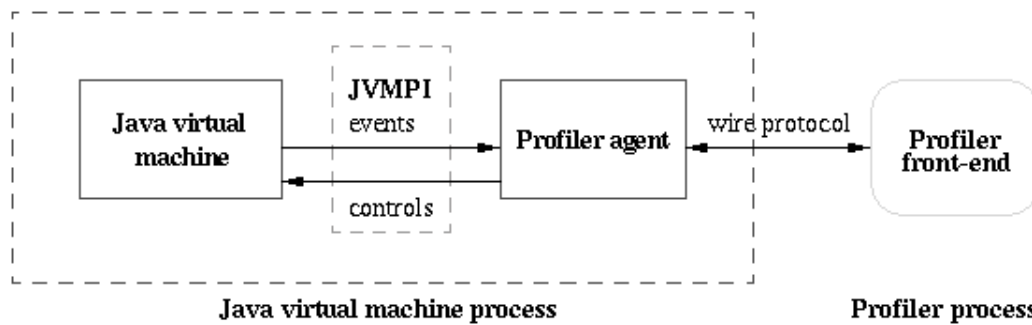 JVMPI
events
Java virtual
machine
Profiler agent
controls
wire protocol
Profiler
front-end
Java virtual machine process
Profiler process